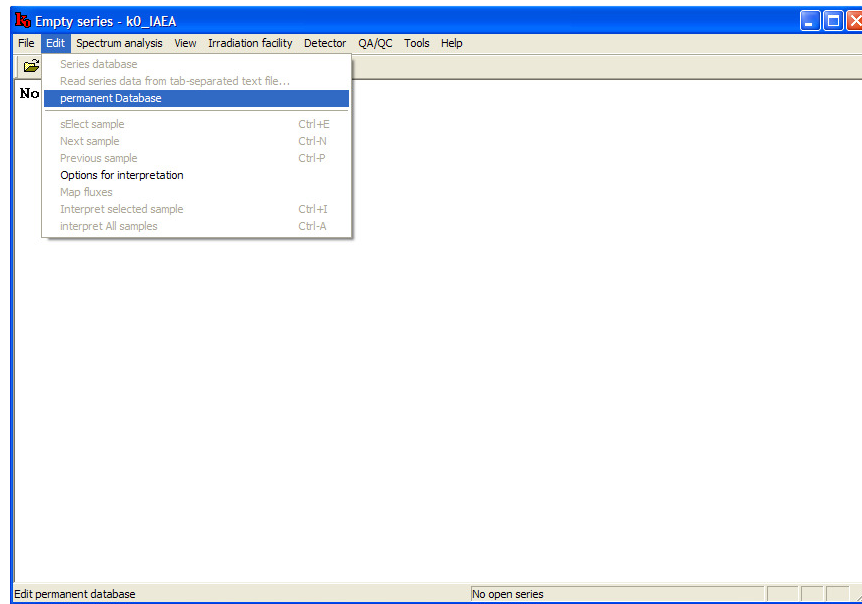 k₀ Empty series - k0_IAEA
File Edit Spectrum analysis View Irradiation facility Detector QA/QC Tools Help
Series database
Read series data from tab-separated text file...
No
permanent Database
sElect sample Ctrl+E
Next sample Ctrl-N
Previous sample Ctrl-P
Options for interpretation
Map fluxes
Interpret selected sample Ctrl+I
interpret All samples Ctrl-A
Edit permanent database No open series